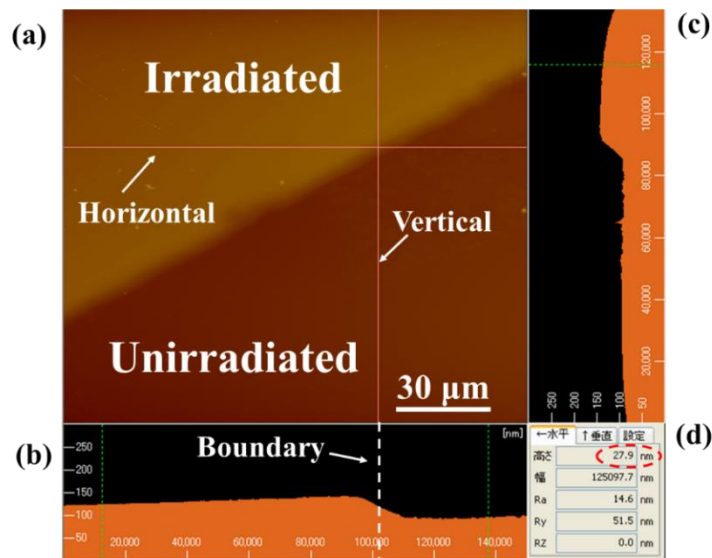 (a)
Irradiated
Horizontal
Vertical
Unirradiated
30 μm
(c)
120,000
100,000
80,000
60,000
40,000
20,000
250
200
150
100
50
(b)
250
200
150
100
50
[nm]
Boundary
20,000
40,000
60,000
80,000
100,000
120,000
140,000
(d)
←水平 ↑垂直 設定
高さ 27.9 nm
幅 125097.7 nm
Ra 14.6 nm
Ry 51.5 nm
RZ 0.0 nm